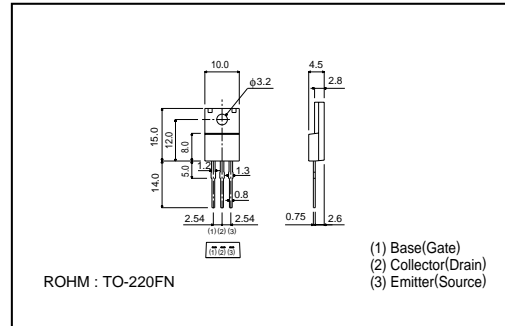 10.0
φ3.2
4.5
2.8
15.0
12.0
8.0
5.0
14.0
1.2
1.3
0.8
2.54
2.54
0.75
2.6
(1) (2) (3)
(1) (2) (3)
ROHM : TO-220FN
(1) Base(Gate)
(2) Collector(Drain)
(3) Emitter(Source)